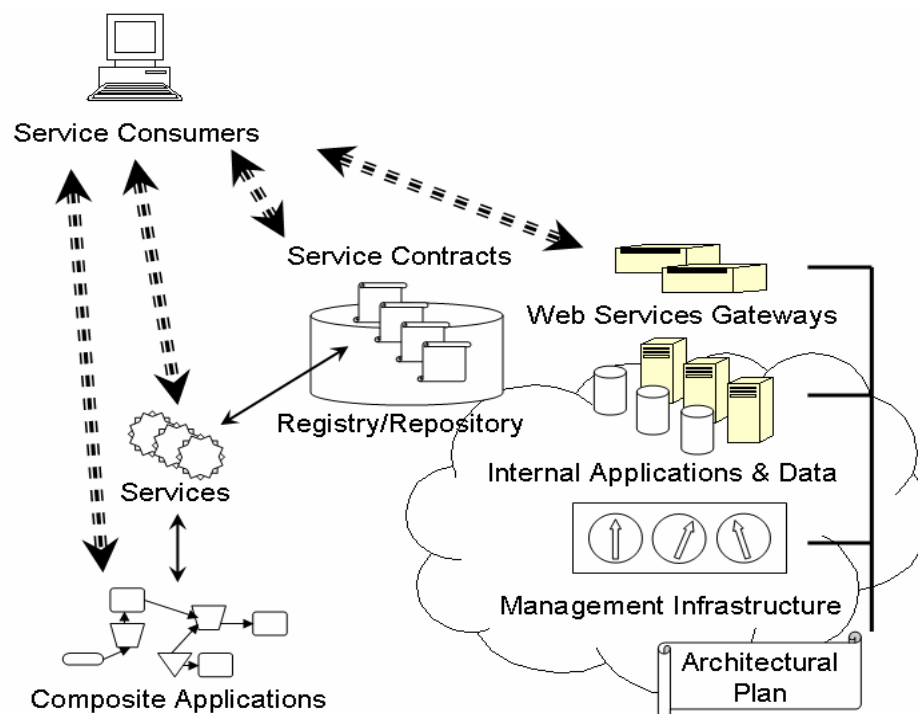 Service Consumers
Service Contracts
Web Services Gateways
Registry/Repository
Internal Applications & Data
Services
Management Infrastructure
Composite Applications
Architectural
Plan